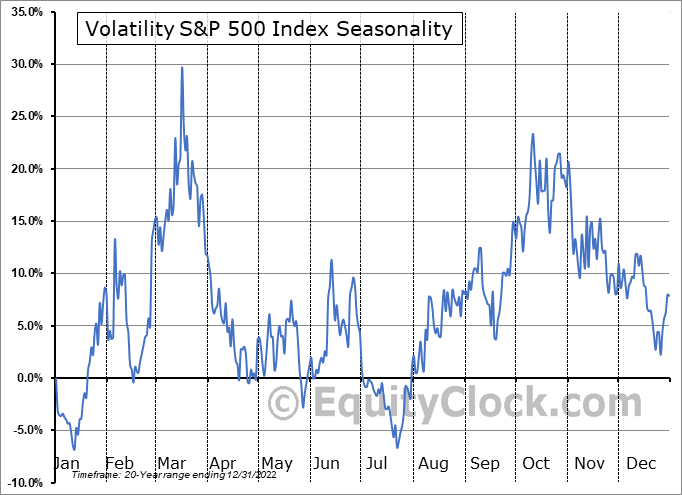 Volatility S&P 500 Index Seasonality
35.0%
30.0%
25.0%
20.0%
15.0%
10.0%
5.0%
0.0%
-5.0%
-10.0%
© EquityClock.com
Jan Feb Mar Apr May Jun Jul Aug Sep Oct Nov Dec
Timeframe: 20-Year range ending 12/31/2022